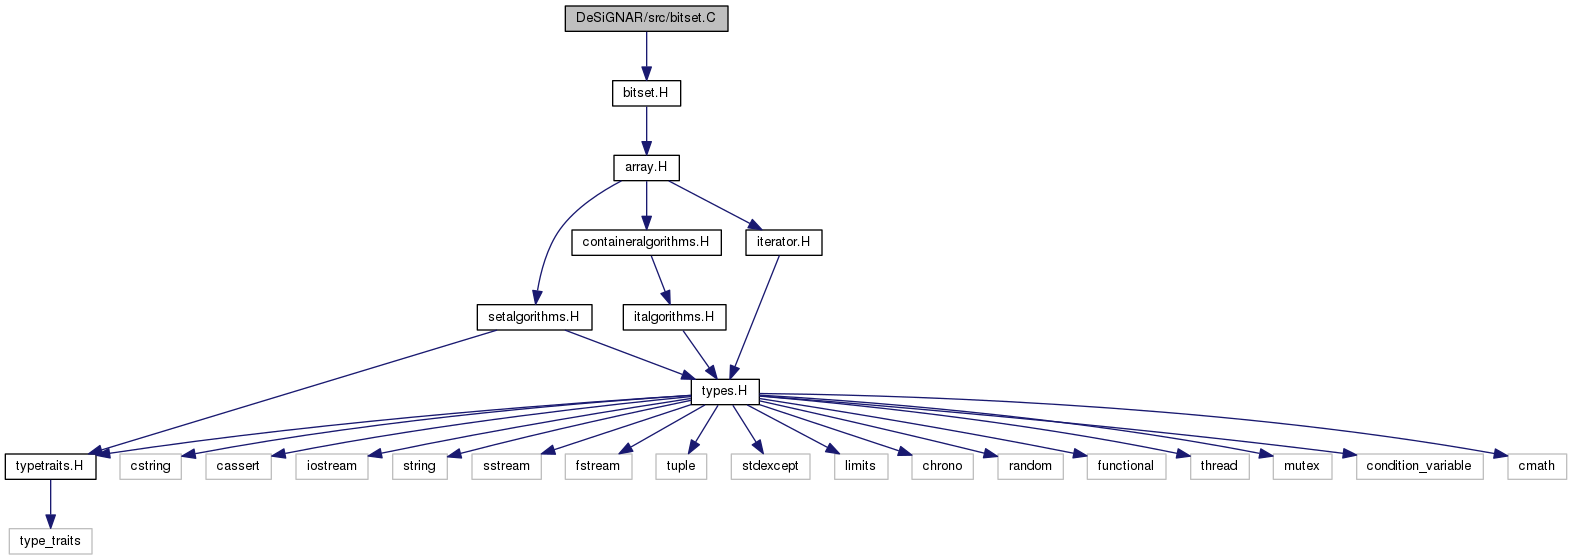 DeSiGNAR/src/bitset.C
bitset.H
array.H
containeralgorithms.H
iterator.H
setalgorithms.H
italgorithms.H
types.H
typetraits.H
cstring
cassert
iostream
string
sstream
fstream
tuple
stdexcept
limits
chrono
random
functional
thread
mutex
condition_variable
cmath
type_traits